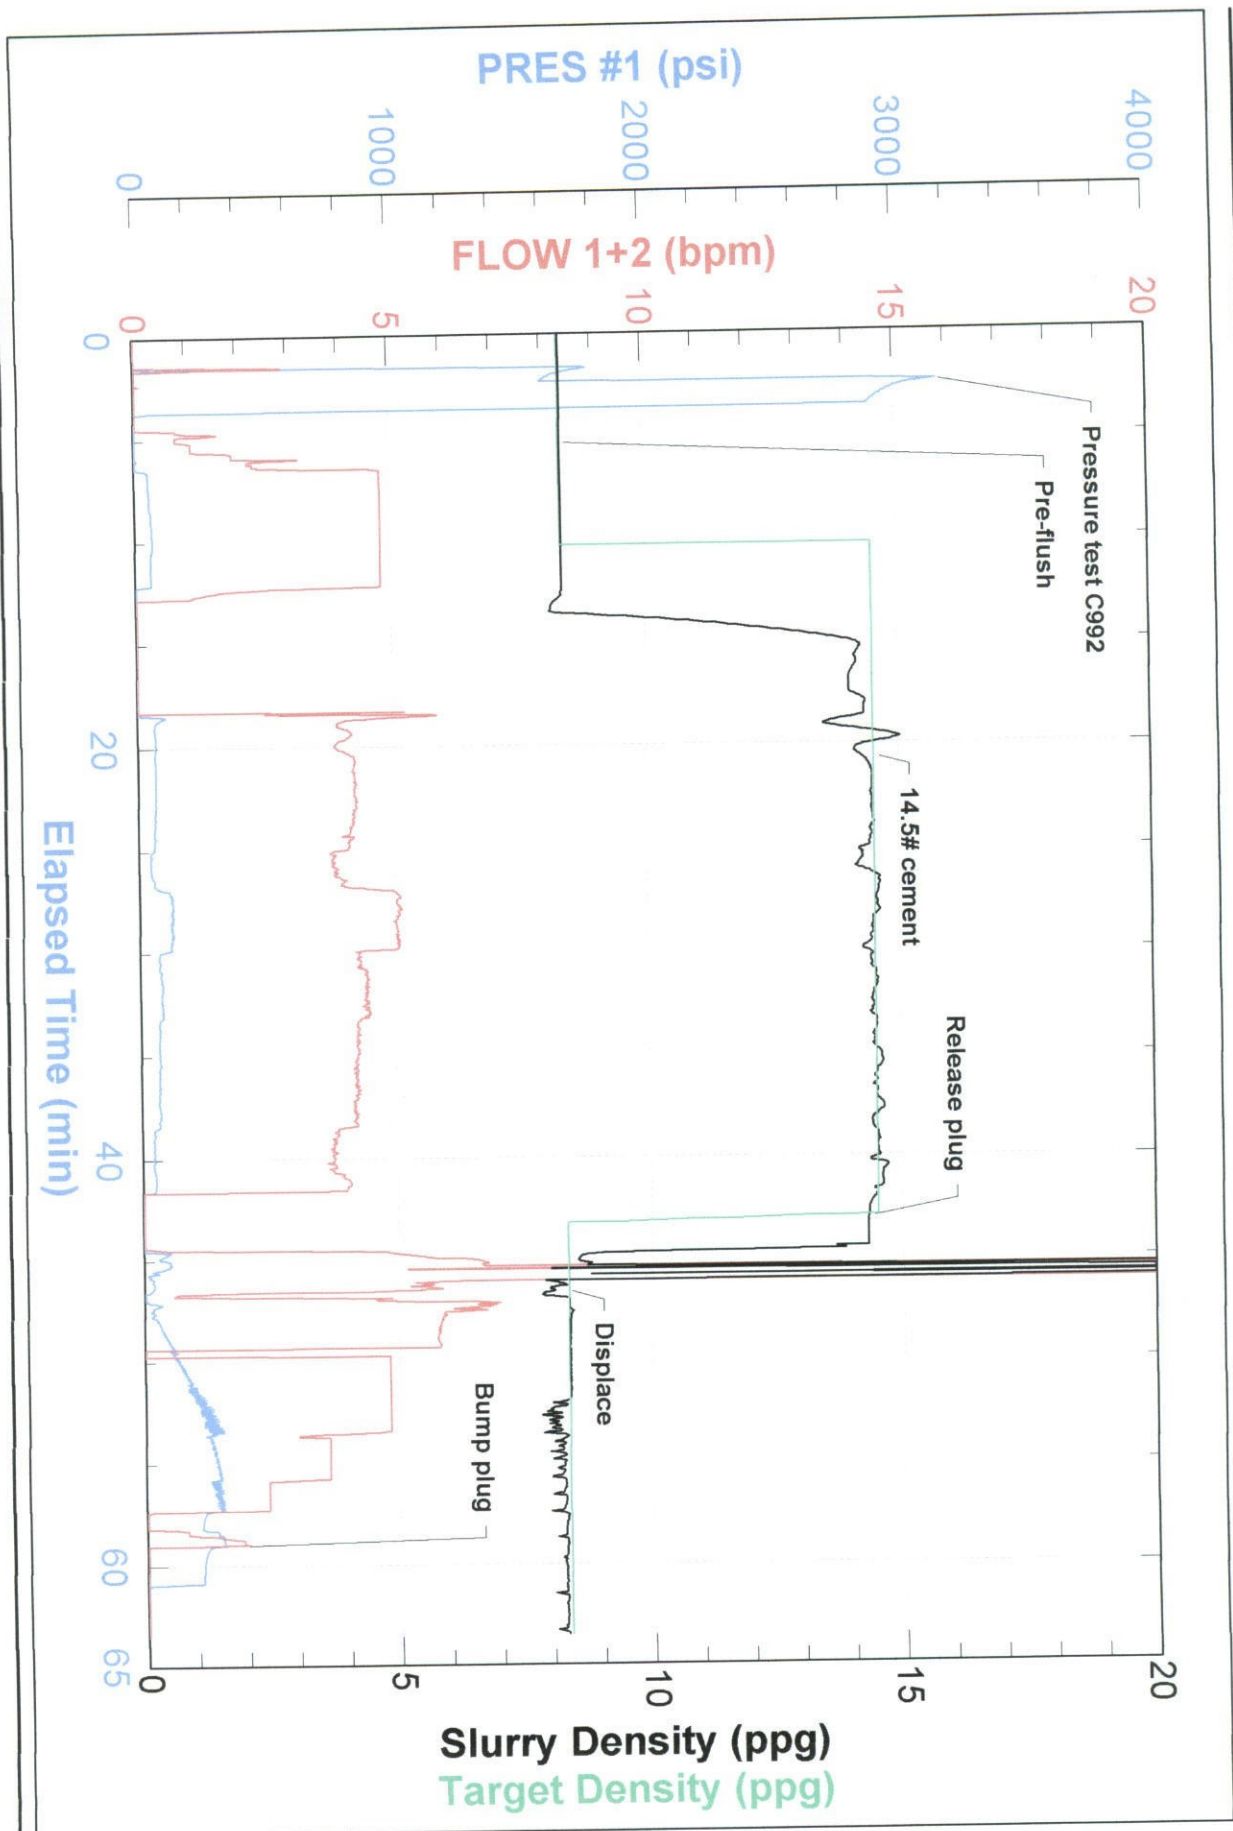 PRES #1 (psi)
0
1000
2000
3000
4000
FLOW 1+2 (bpm)
0
5
10
15
20
Pressure test C992
Pre-flush
14.5# cement
Release plug
Displace
Bump plug
0
20
40
60
65
Elapsed Time (min)
0
5
10
15
20
Slurry Density (ppg)
Target Density (ppg)